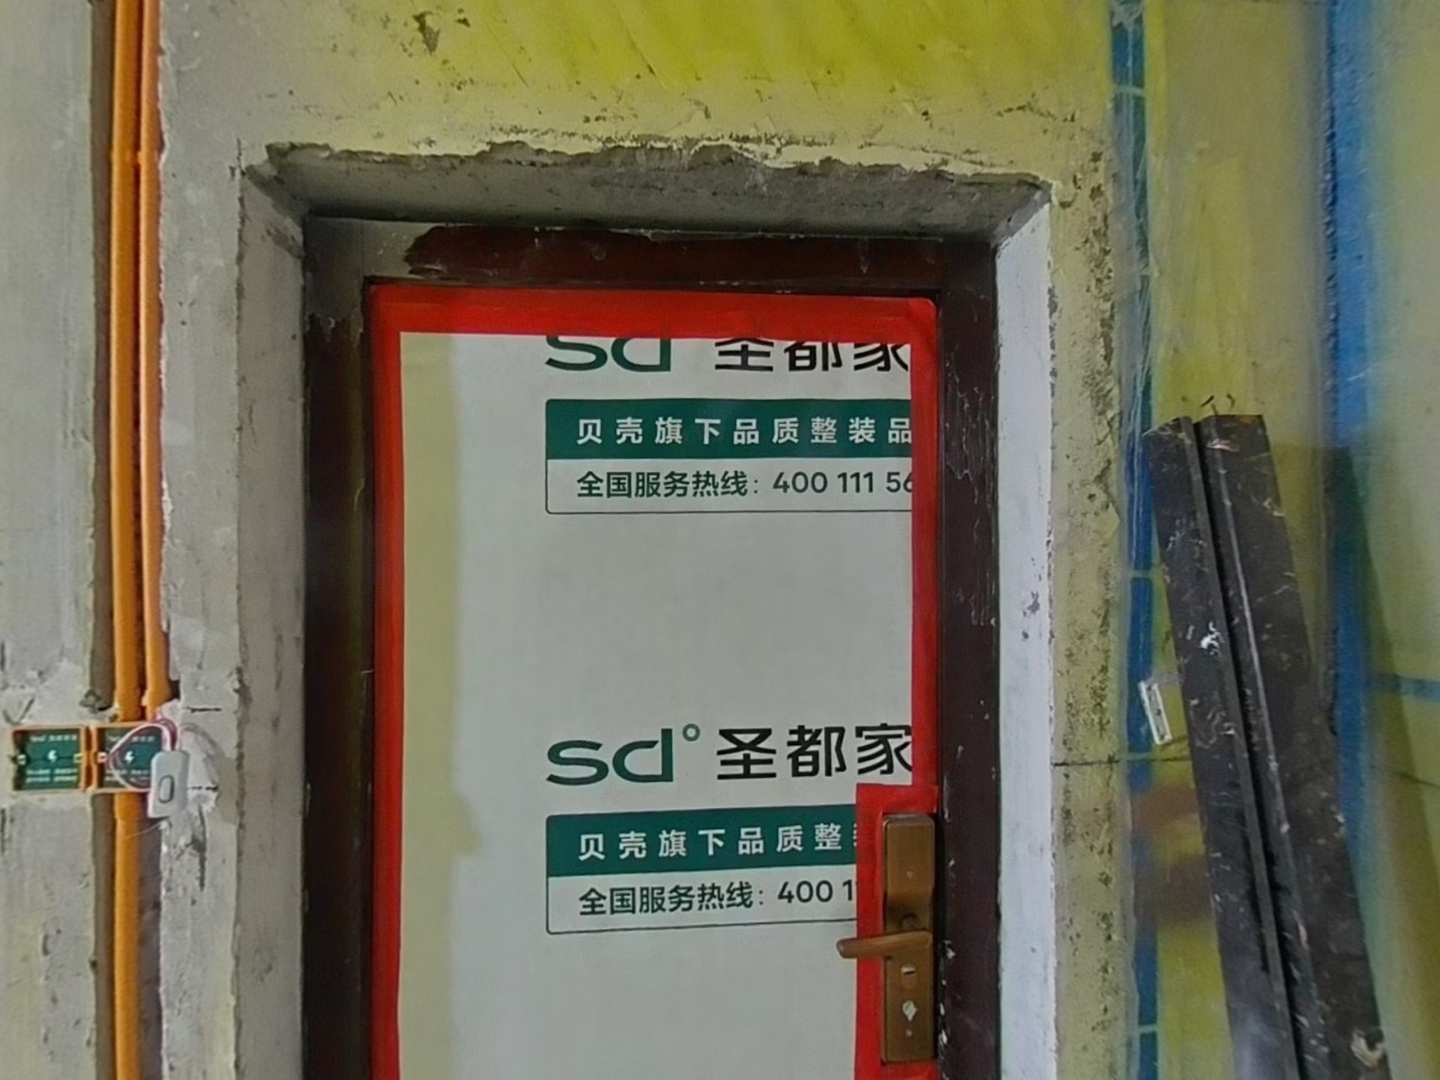 sd 圣都家
贝壳旗下品质整装品
全国服务热线：400 111 56
sd° 圣都家
贝壳旗下品质整
全国服务热线：400 1